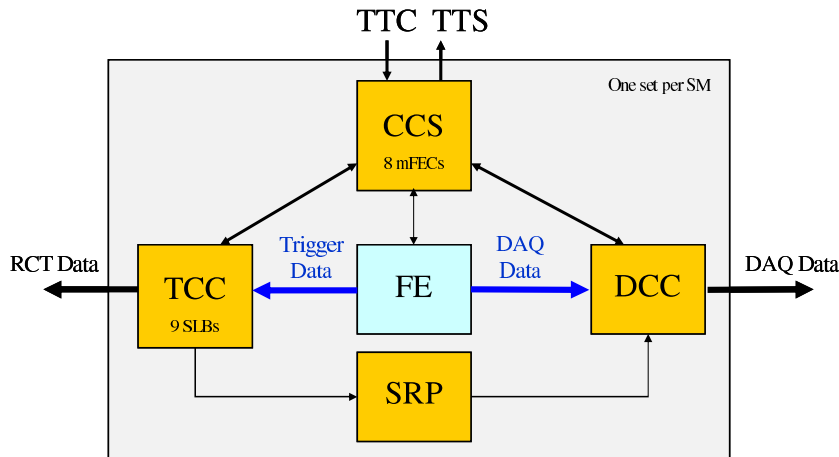 TTC TTS
One set per SM
CCS
8 mFECs
Trigger
Data
DAQ
Data
RCT Data
TCC
9 SLBs
FE
DCC
DAQ Data
SRP